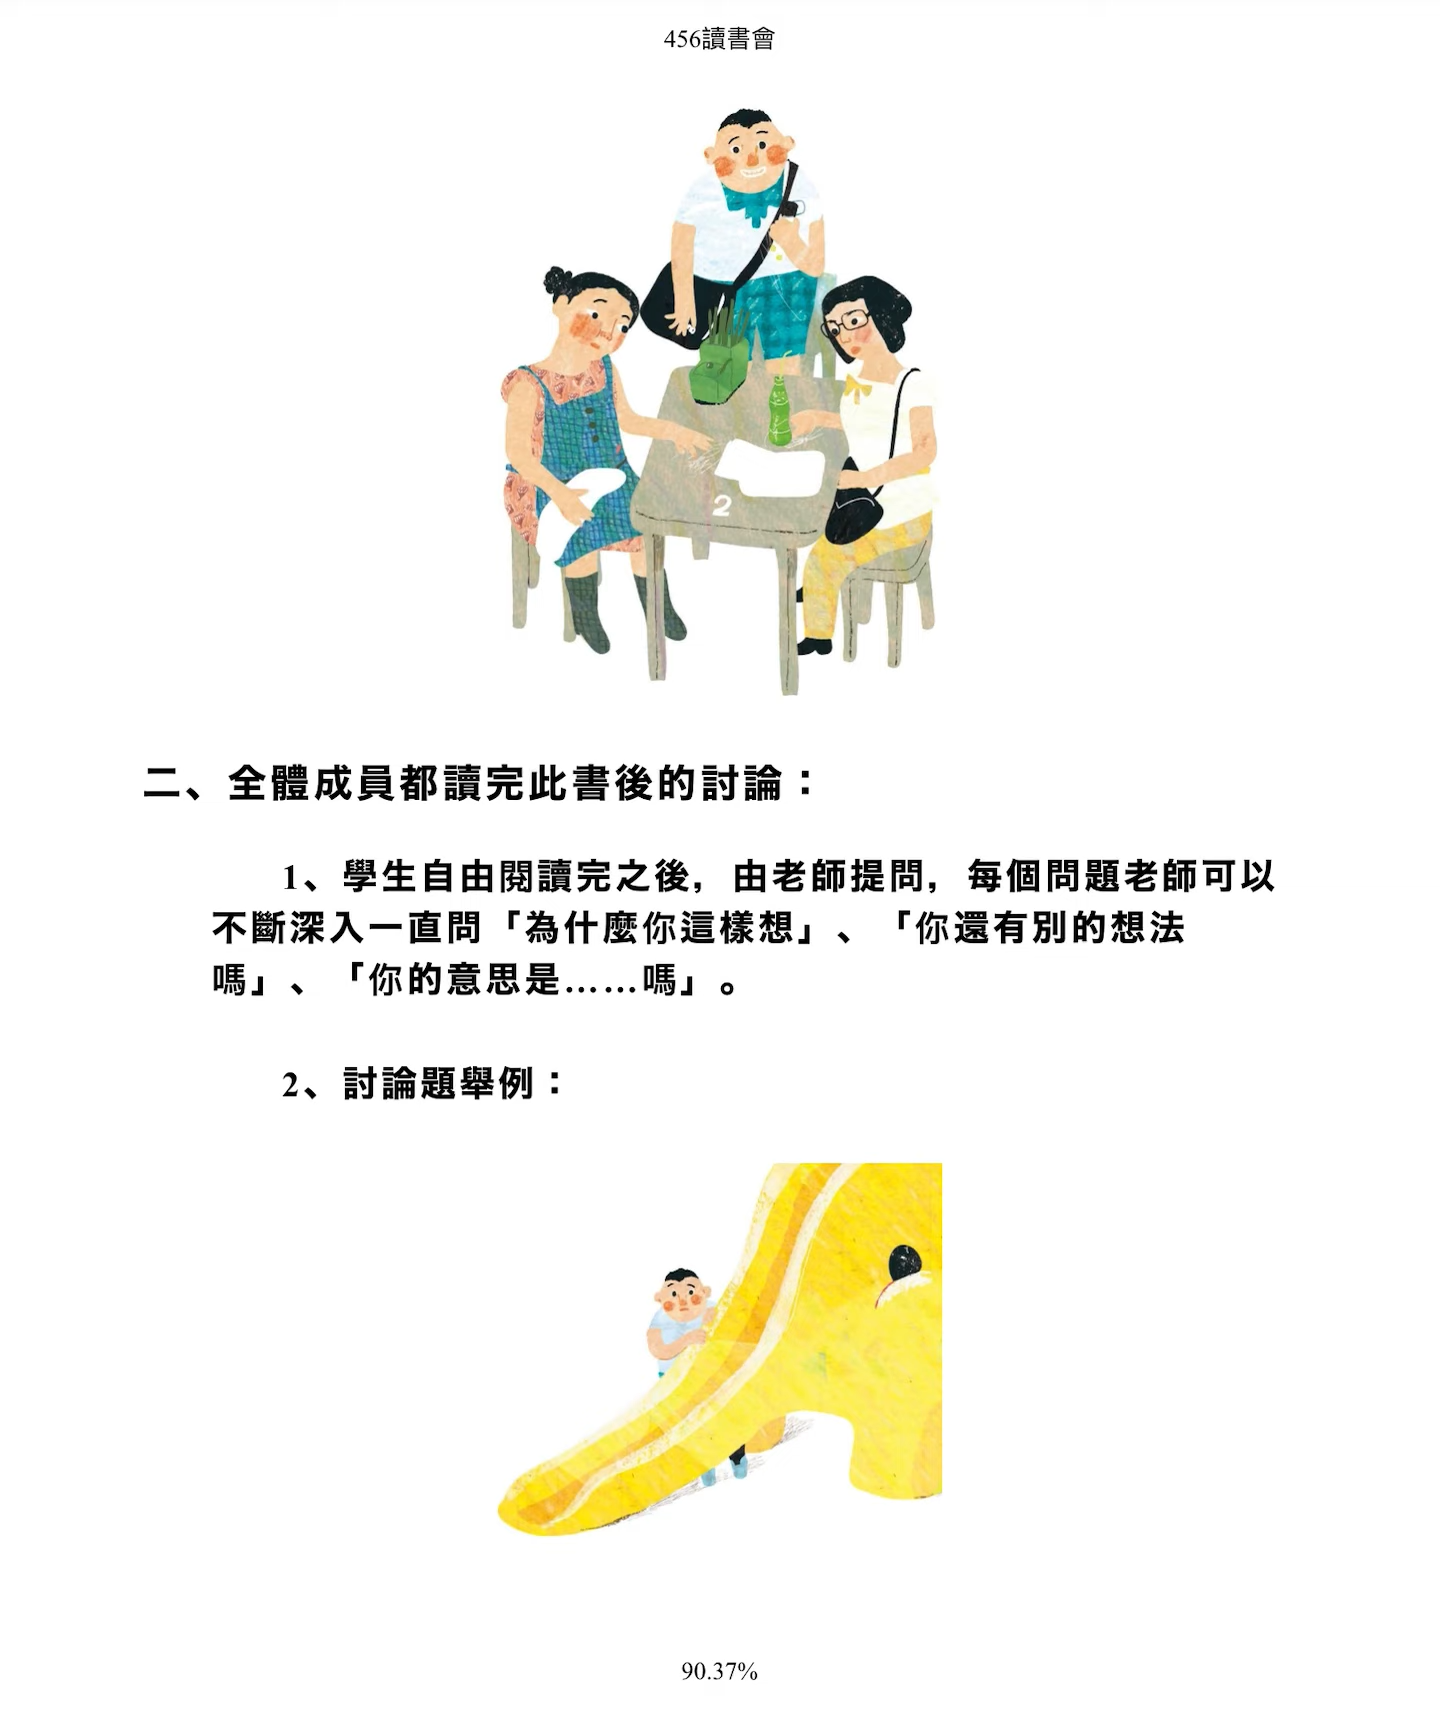 456讀書會
2
二、全體成員都讀完此書後的討論：
1、學生自由閱讀完之後，由老師提問，每個問題老師可以
不斷深入一直問「為什麼你這樣想」、「你還有別的想法
嗎」、「你的意思是……嗎」。
2、討論題舉例：
90.37%